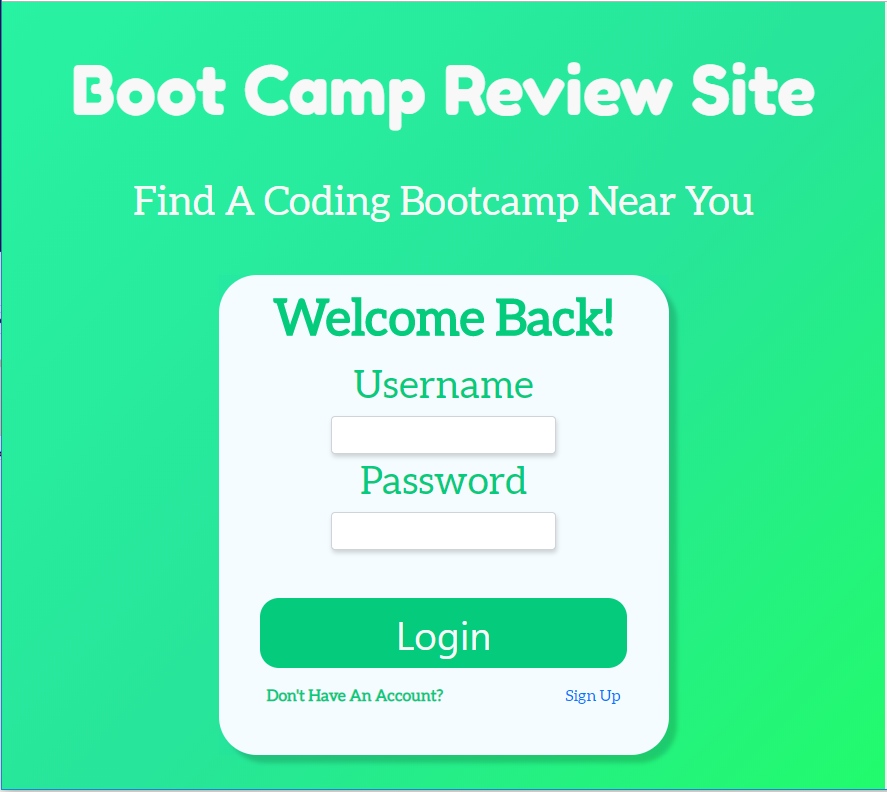 Boot Camp Review Site
Find A Coding Bootcamp Near You
Welcome Back!
Username
Password
Login
Don't Have An Account? Sign Up